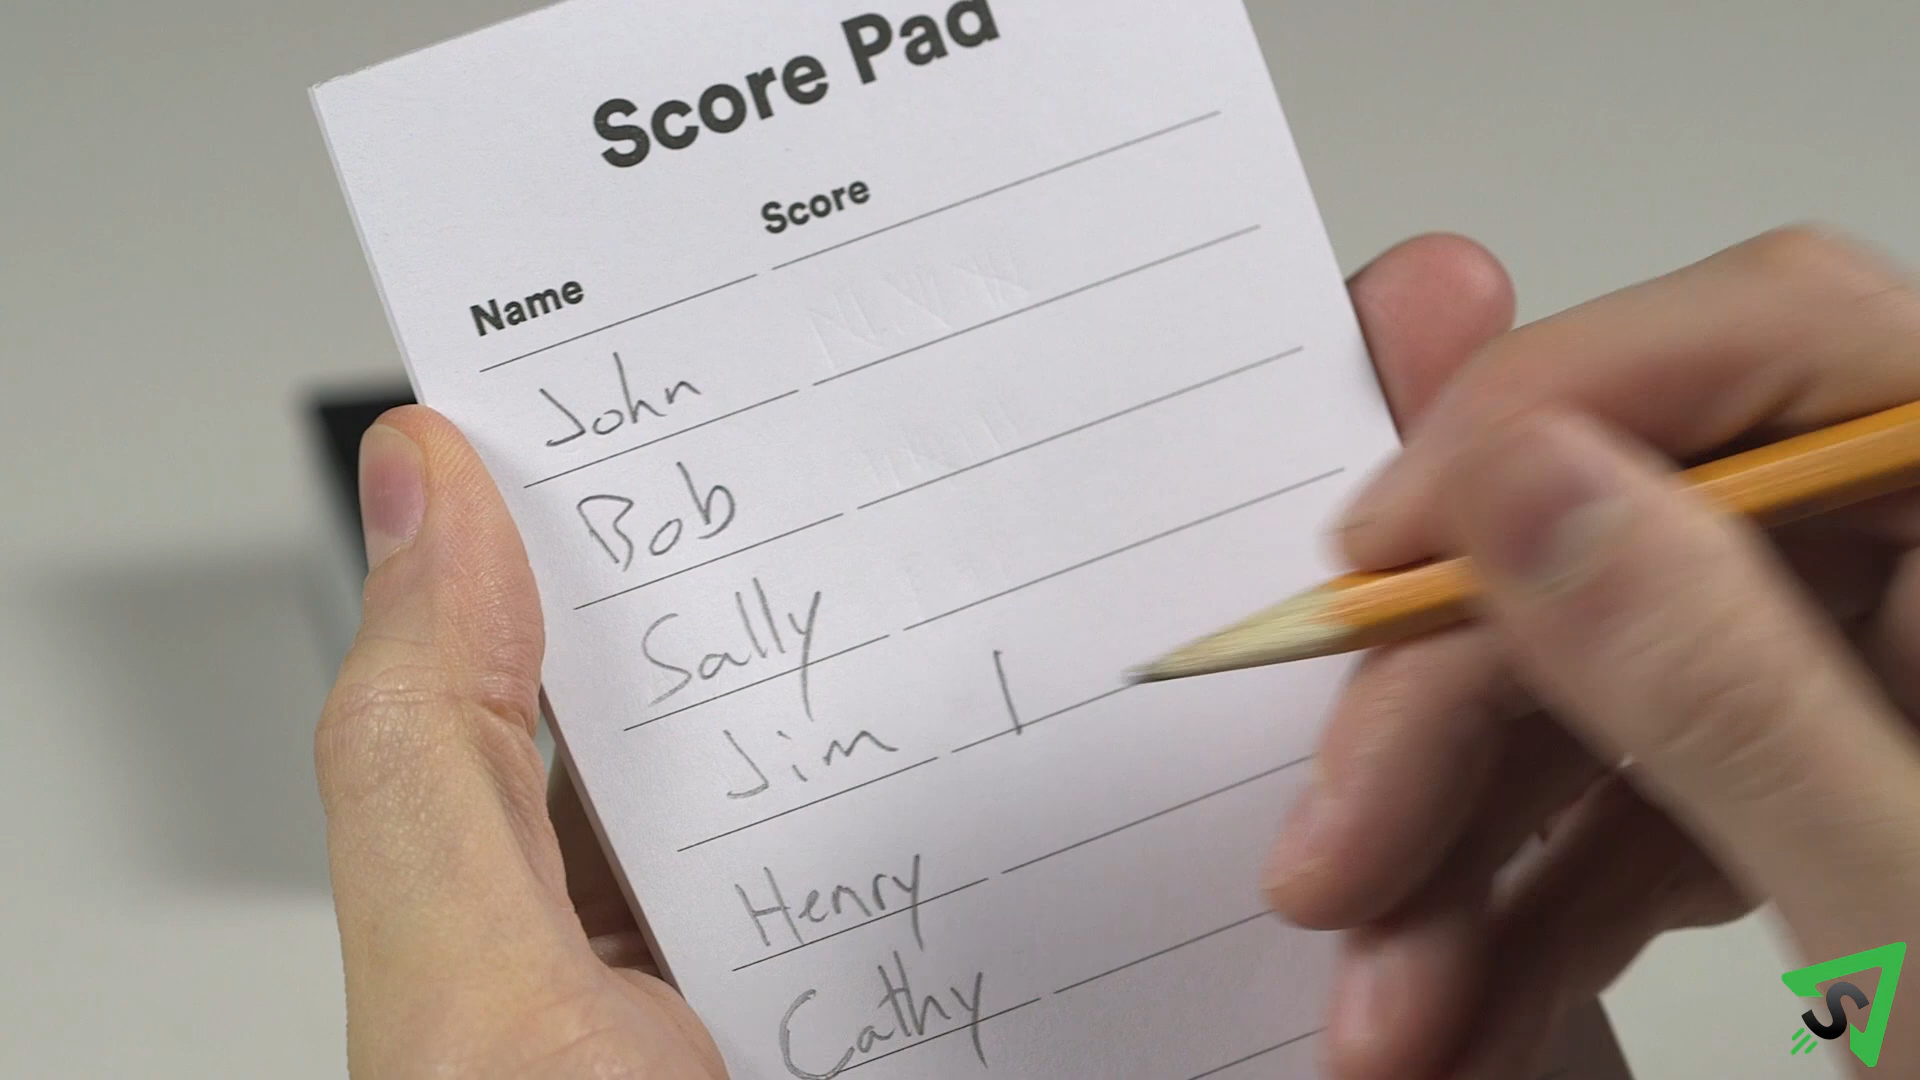 Score Pad
Name Score
John
Bob
Sally
Jim |
Henry
Cathy
S